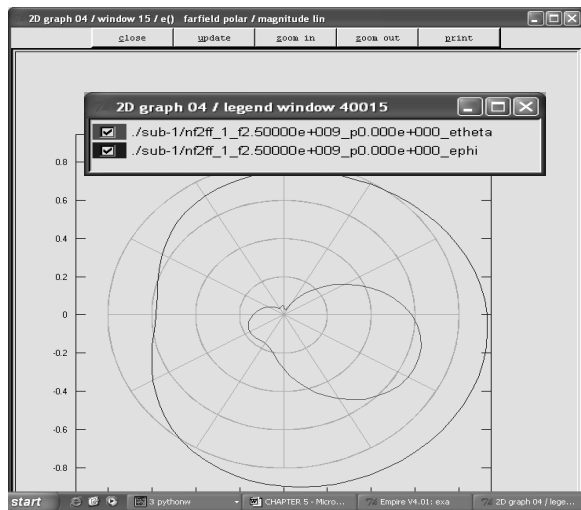 2D graph 04 / window 15 / e() farfield polar / magnitude lin
close update zoom in zoom out print
2D graph 04 / legend window 40015
./sub-1/nf2ff_1_f2.50000e+009_p0.000e+000_etheta
./sub-1/nf2ff_1_f2.50000e+009_p0.000e+000_ephi
0.8
0.6
0.4
0.2
0
-0.2
-0.4
-0.6
-0.8
start 3 pythonw CHAPTER 5 - Micro... Empire V4.01: exa 2D graph 04 / lege...